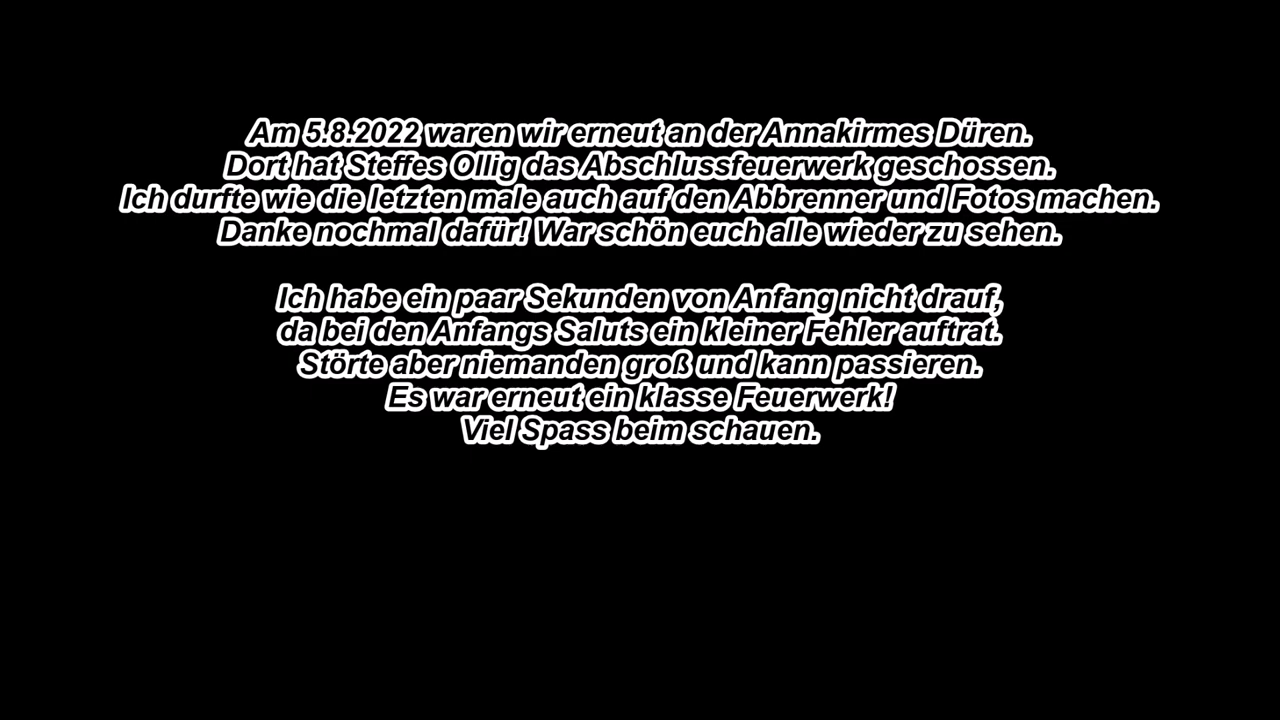 Am 5.8.2022 waren wir erneut an der Annakirmes Düren.
Dort hat Steffes Ollig das Abschlussfeuerwerk geschossen.
Ich durfte wie die letzten male auch auf den Abbrenner und Fotos machen.
Danke nochmal dafür! War schön euch alle wieder zu sehen.
Ich habe ein paar Sekunden von Anfang nicht drauf,
da bei den Anfangs Saluts ein kleiner Fehler auftrat.
Störte aber niemanden groß und kann passieren.
Es war erneut ein klasse Feuerwerk!
Viel Spass beim schauen.